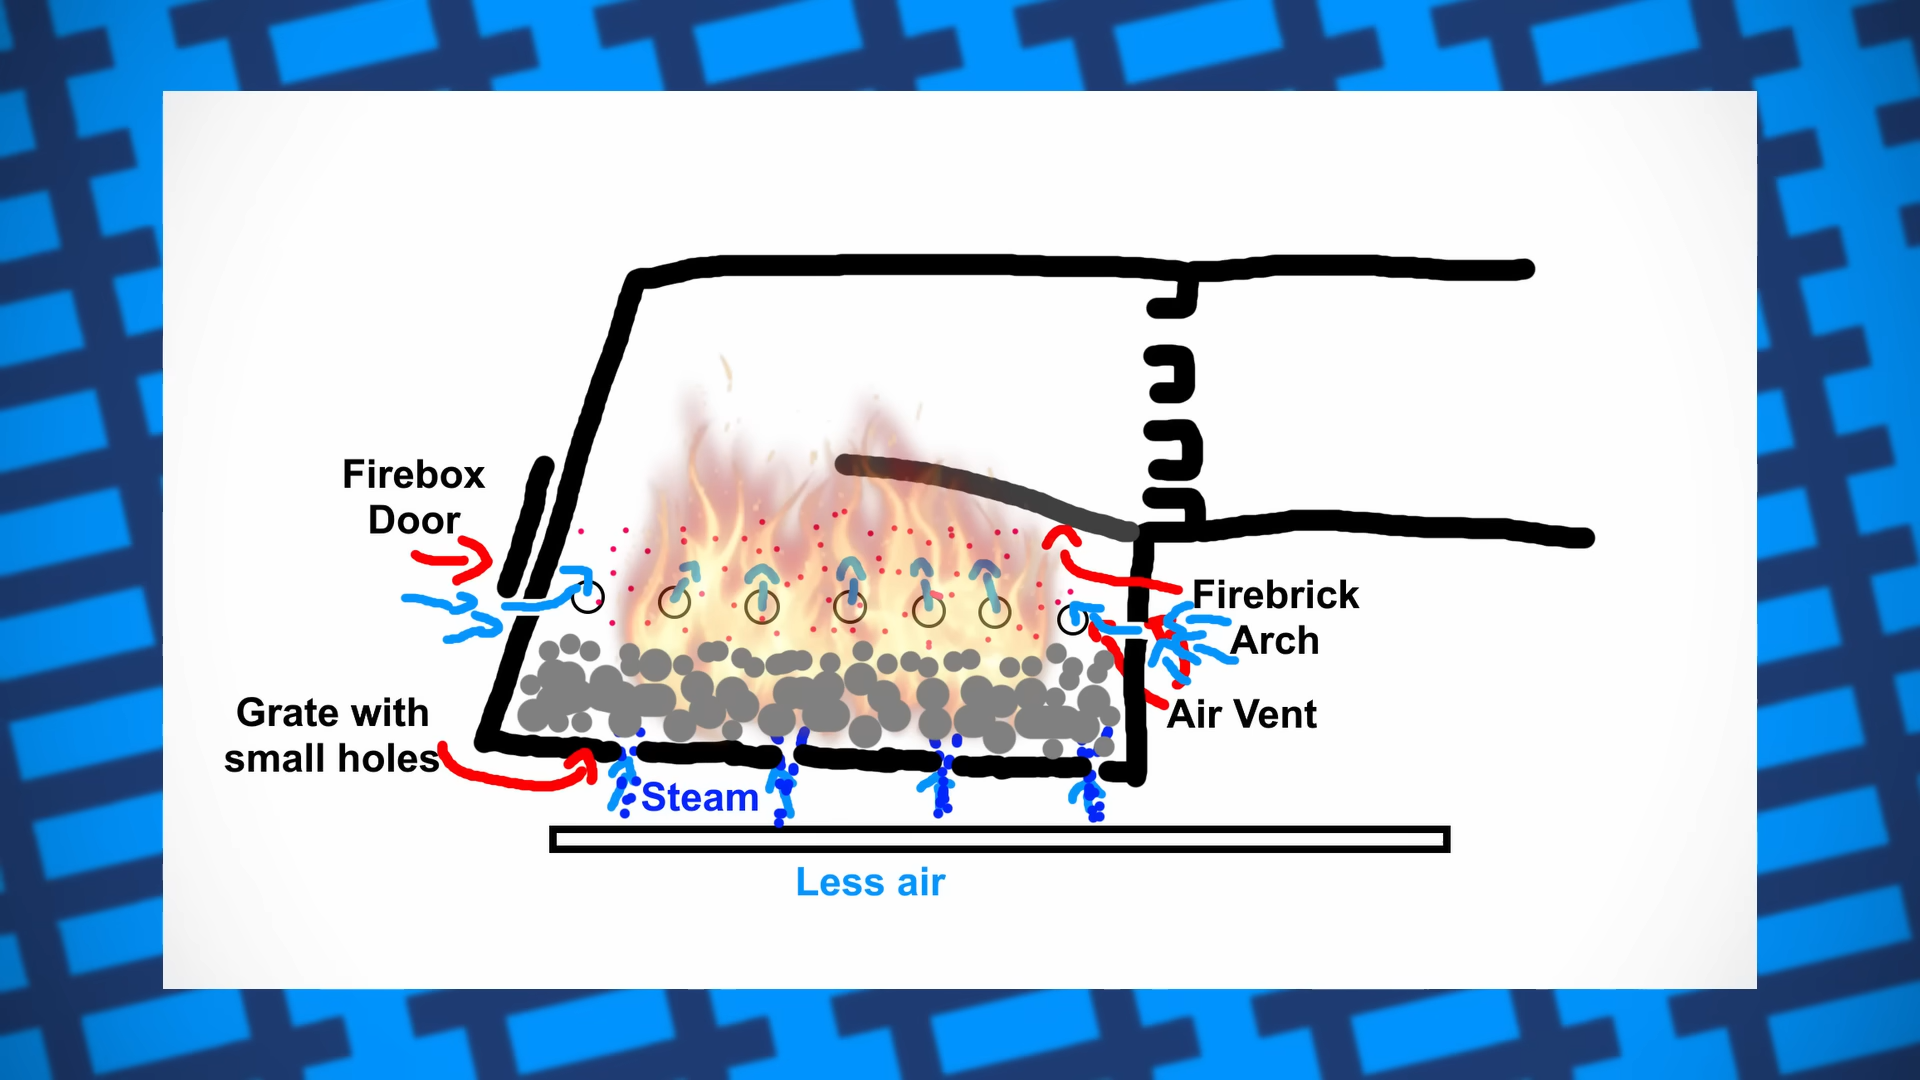 Firebox
Door
Firebrick
Arch
Grate with
small holes
Air Vent
Steam
Less air